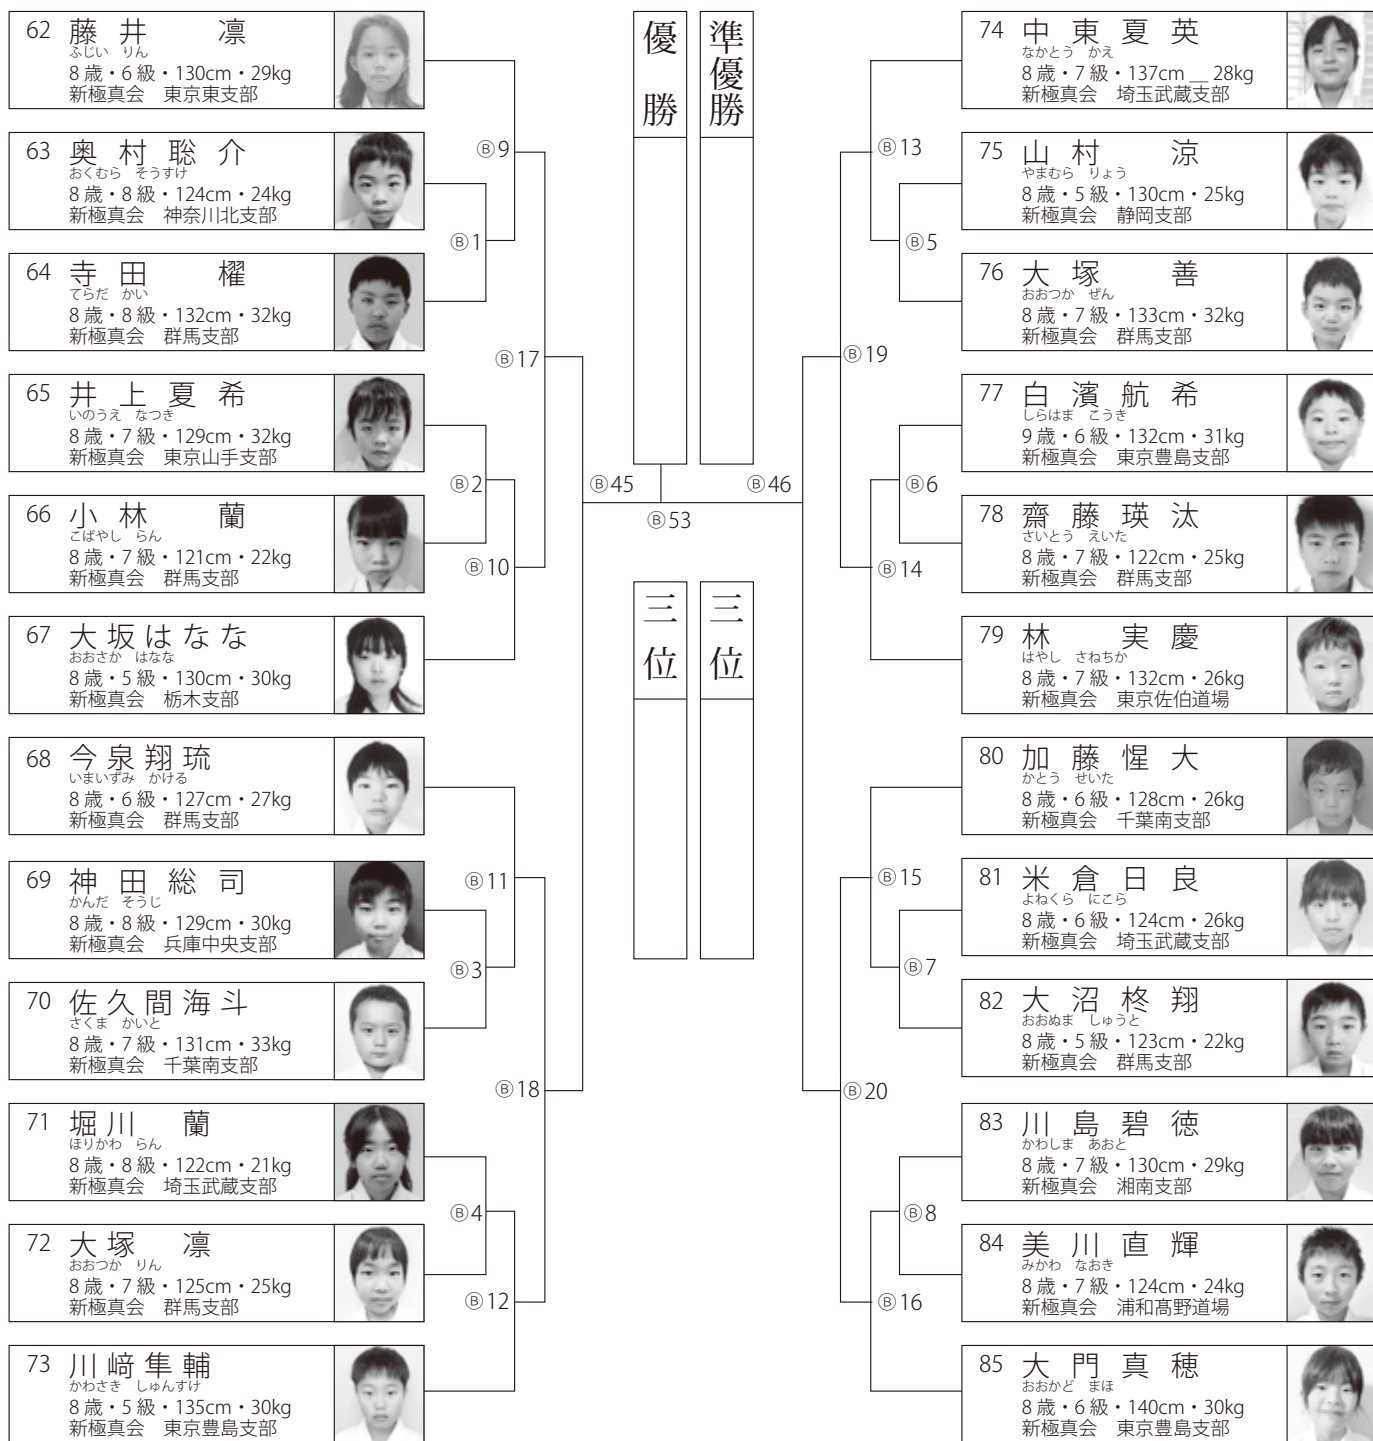 62 藤井 凛
ふじい りん
8歳・6級・130cm・29kg
新極真会 東京東支部
63 奥村聡介
おくむら そうすけ
8歳・8級・124cm・24kg
新極真会 神奈川北支部
64 寺田 櫂
てらだ かい
8歳・8級・132cm・32kg
新極真会 群馬支部
65 井上夏希
いのうえ なつき
8歳・7級・129cm・32kg
新極真会 東京山手支部
66 小林 蘭
こばやし らん
8歳・7級・121cm・22kg
新極真会 群馬支部
67 大坂はなな
おおさか はなな
8歳・5級・130cm・30kg
新極真会 栃木支部
68 今泉翔琉
いまいずみ かける
8歳・6級・127cm・27kg
新極真会 群馬支部
69 神田総司
かんだ そうじ
8歳・8級・129cm・30kg
新極真会 兵庫中央支部
70 佐久間海斗
さくま かいと
8歳・7級・131cm・33kg
新極真会 千葉南支部
71 堀川 蘭
ほりかわ らん
8歳・8級・122cm・21kg
新極真会 埼玉武蔵支部
72 大塚 凛
おおつか りん
8歳・7級・125cm・25kg
新極真会 群馬支部
73 川﨑隼輔
かわさき しゅんすけ
8歳・5級・135cm・30kg
新極真会 東京豊島支部
Ⓑ9
Ⓑ1
Ⓑ17
Ⓑ2
Ⓑ10
Ⓑ11
Ⓑ3
Ⓑ18
Ⓑ4
Ⓑ12
優勝
準優勝
Ⓑ45
Ⓑ46
Ⓑ53
三位
三位
Ⓑ13
Ⓑ5
Ⓑ19
Ⓑ6
Ⓑ14
Ⓑ15
Ⓑ7
Ⓑ20
Ⓑ8
Ⓑ16
74 中東夏英
なかとう かえ
8歳・7級・137cm __ 28kg
新極真会 埼玉武蔵支部
75 山村 涼
やまむら りょう
8歳・5級・130cm・25kg
新極真会 静岡支部
76 大塚 善
おおつか ぜん
8歳・7級・133cm・32kg
新極真会 群馬支部
77 白濱航希
しらはま こうき
9歳・6級・132cm・31kg
新極真会 東京豊島支部
78 齋藤瑛汰
さいとう えいた
8歳・7級・122cm・25kg
新極真会 群馬支部
79 林 実慶
はやし さねちか
8歳・7級・132cm・26kg
新極真会 東京佐伯道場
80 加藤惺大
かとう せいた
8歳・6級・128cm・26kg
新極真会 千葉南支部
81 米倉日良
よねくら にこら
8歳・6級・124cm・26kg
新極真会 埼玉武蔵支部
82 大沼柊翔
おおぬま しゅうと
8歳・5級・123cm・22kg
新極真会 群馬支部
83 川島碧徳
かわしま あおと
8歳・7級・130cm・29kg
新極真会 湘南支部
84 美川直輝
みかわ なおき
8歳・7級・124cm・24kg
新極真会 浦和髙野道場
85 大門真穂
おおかど まほ
8歳・6級・140cm・30kg
新極真会 東京豊島支部